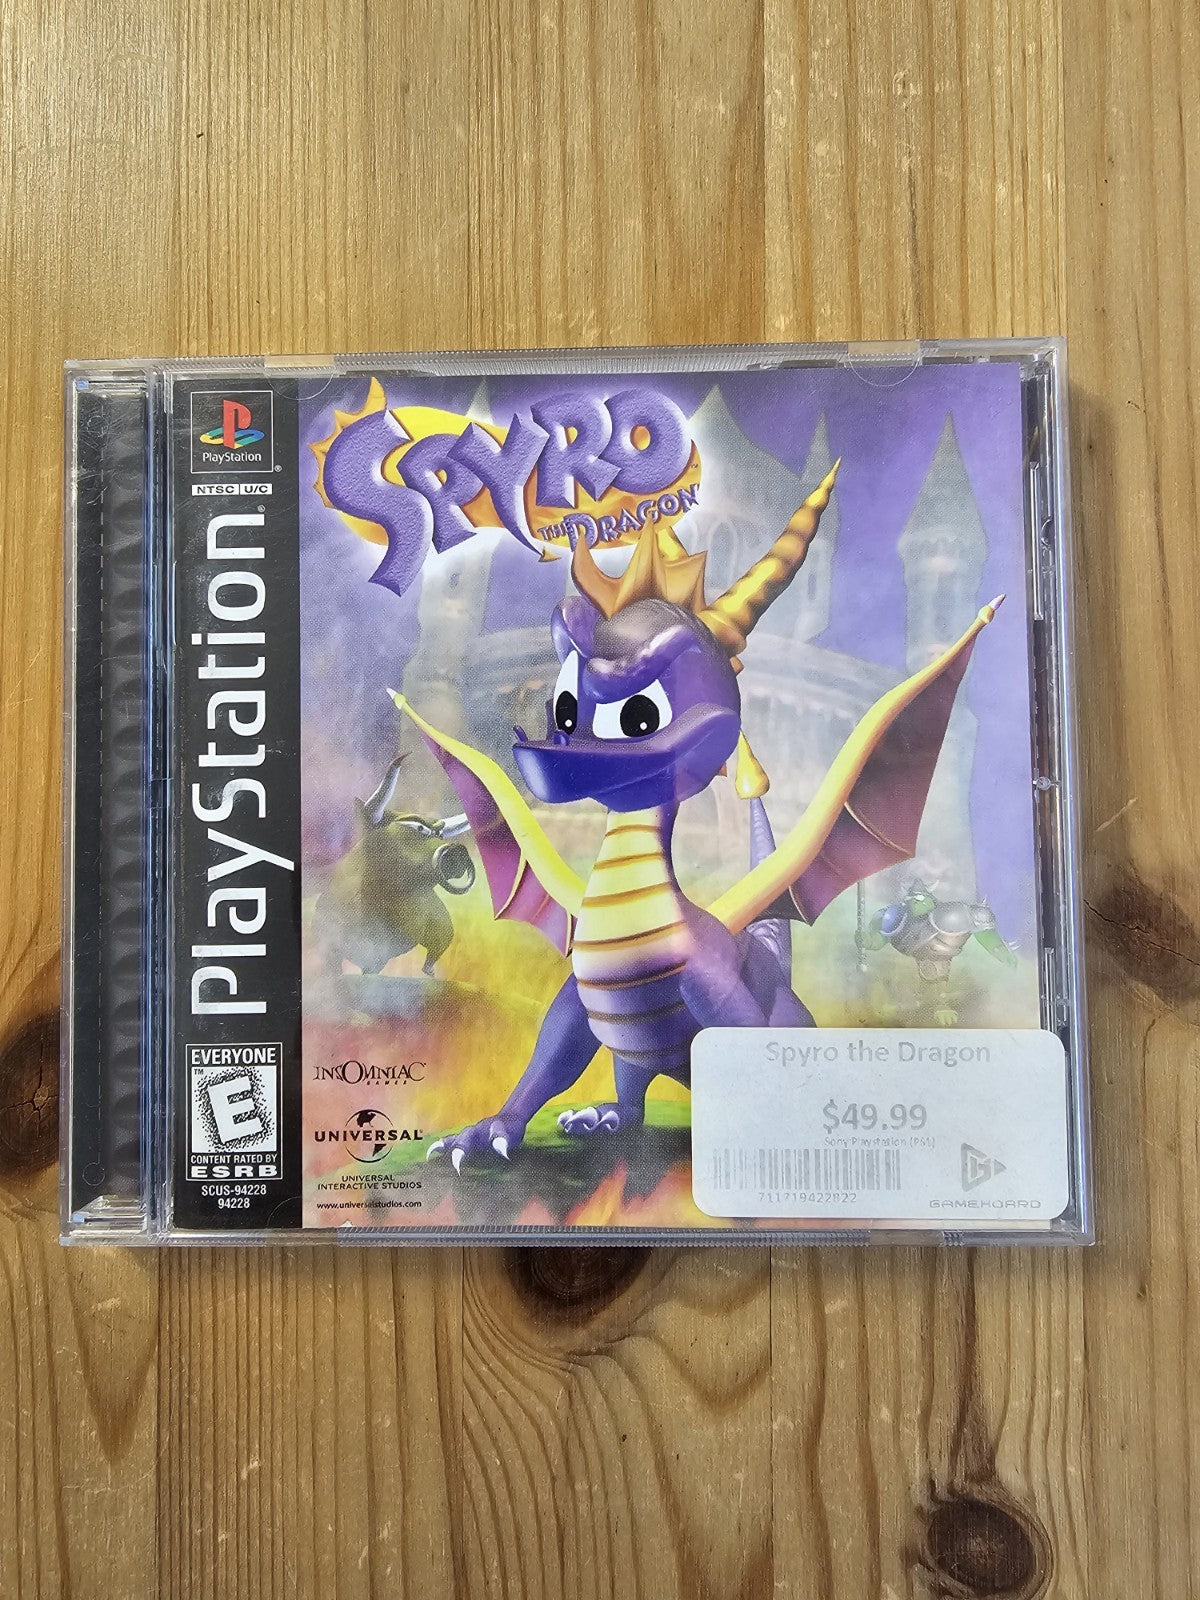 PlayStation
NTSC U/C
PlayStation
SPYRO
THE DRAGON
INSOMNIAC
GAMES
UNIVERSAL
UNIVERSAL
INTERACTIVE STUDIOS
www.universalstudios.com
EVERYONE
E
CONTENT RATED BY
ESRB
SCUS-94228
94228
Spyro the Dragon
$49.99
Sony Playstation (PS1)
711719422822
GAMEHOARD